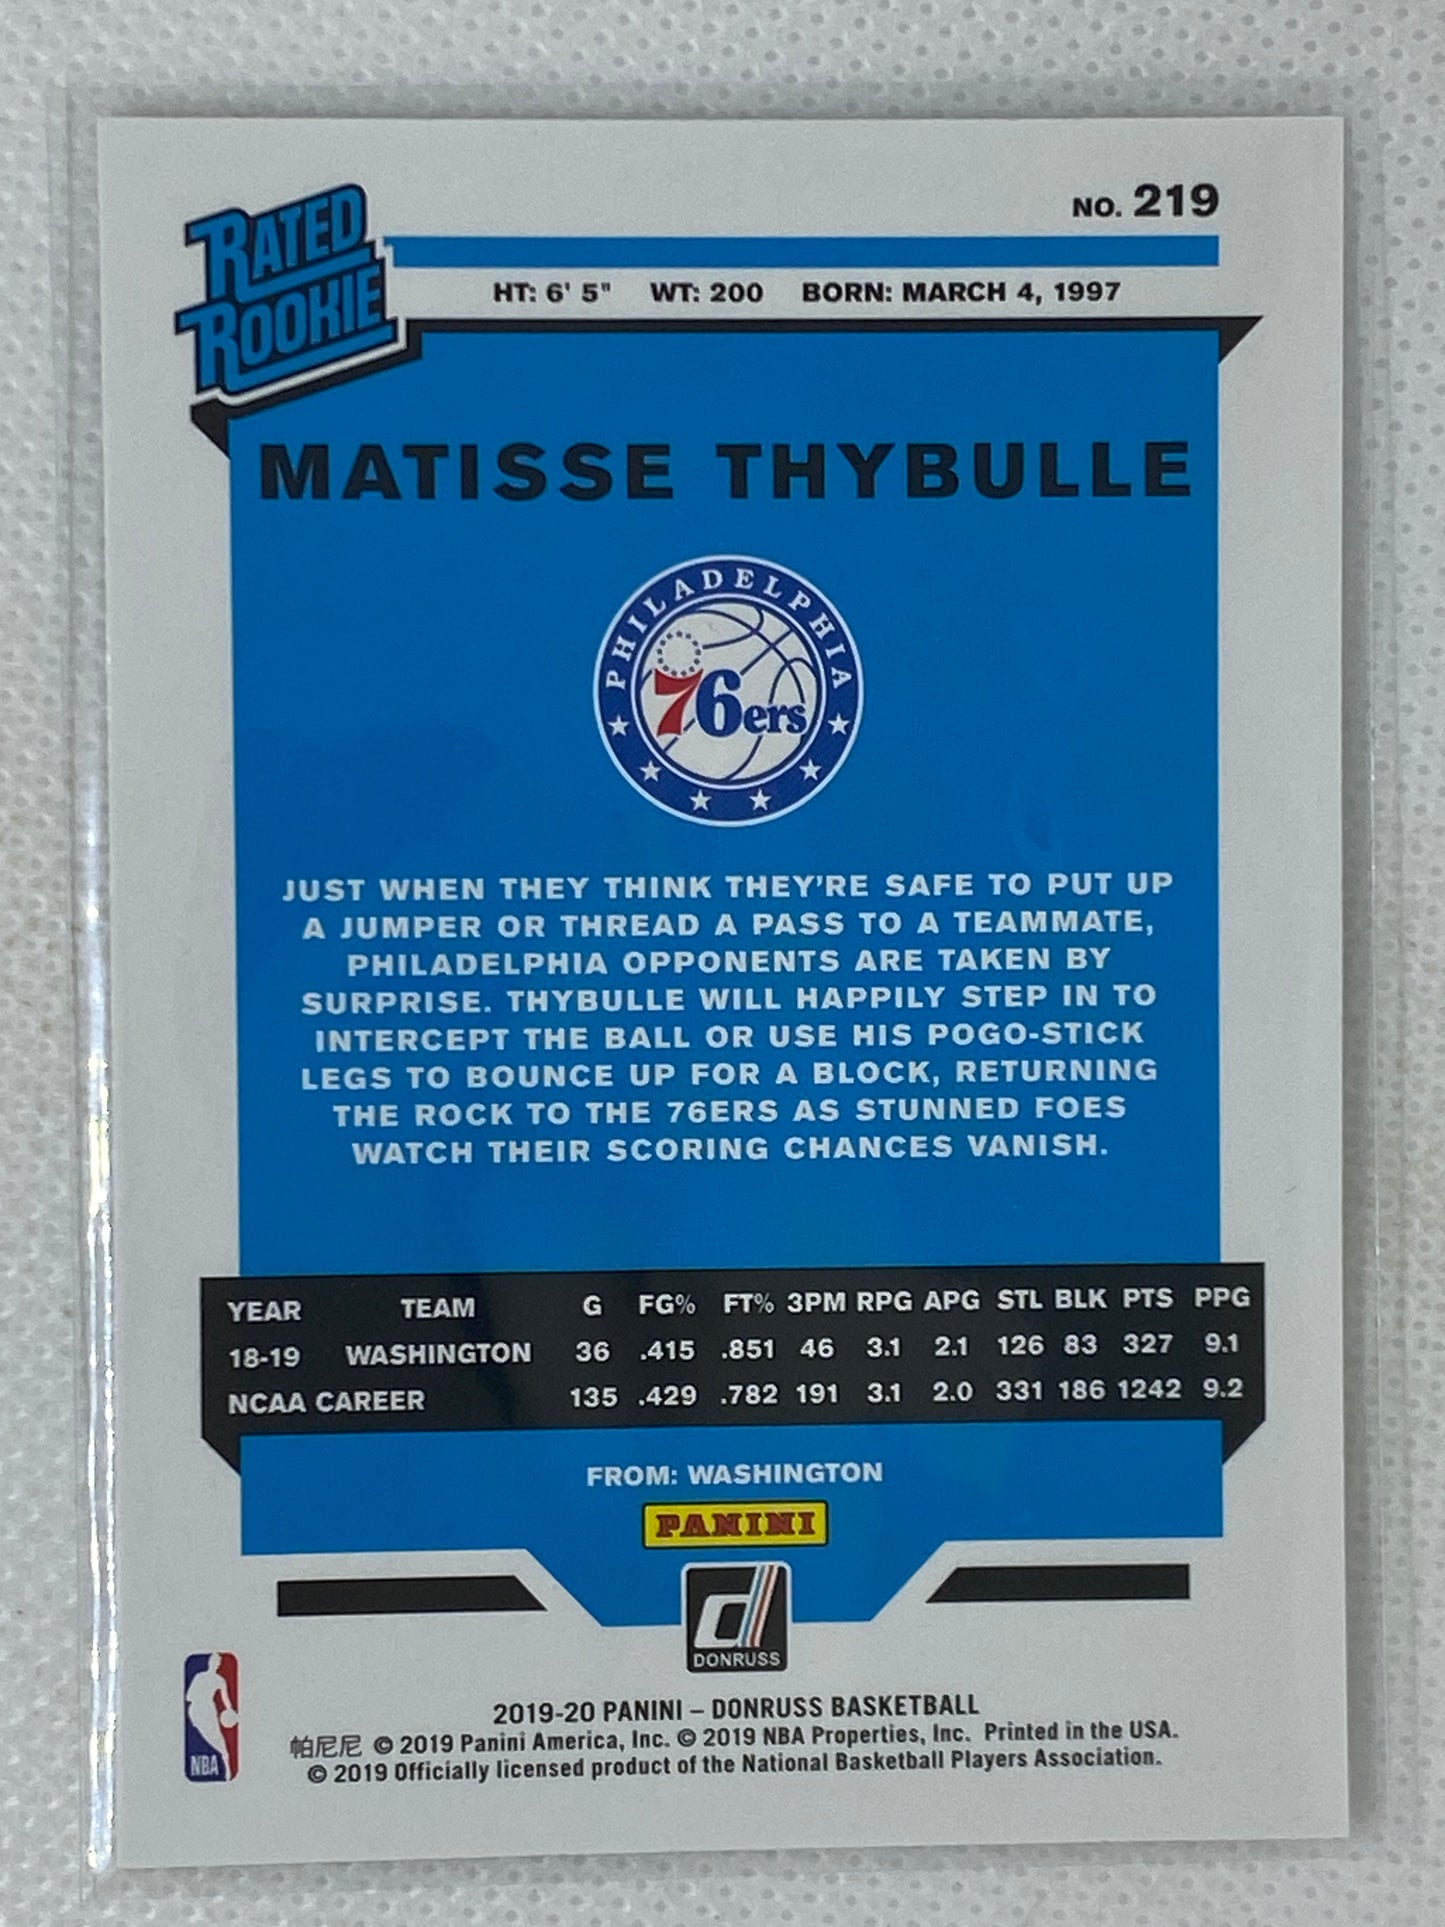 RATED
ROOKIE
NO. 219
HT: 6' 5" WT: 200 BORN: MARCH 4, 1997
MATISSE THYBULLE
PHILADELPHIA
76ers
JUST WHEN THEY THINK THEY'RE SAFE TO PUT UP
A JUMPER OR THREAD A PASS TO A TEAMMATE,
PHILADELPHIA OPPONENTS ARE TAKEN BY
SURPRISE. THYBULLE WILL HAPPILY STEP IN TO
INTERCEPT THE BALL OR USE HIS POGO-STICK
LEGS TO BOUNCE UP FOR A BLOCK, RETURNING
THE ROCK TO THE 76ERS AS STUNNED FOES
WATCH THEIR SCORING CHANCES VANISH.
YEAR TEAM G FG% FT% 3PM RPG APG STL BLK PTS PPG
18-19 WASHINGTON 36 .415 .851 46 3.1 2.1 126 83 327 9.1
NCAA CAREER 135 .429 .782 191 3.1 2.0 331 186 1242 9.2
FROM: WASHINGTON
PANINI
d
DONRUSS
NBA
2019-20 PANINI – DONRUSS BASKETBALL
帕尼尼 © 2019 Panini America, Inc. © 2019 NBA Properties, Inc. Printed in the USA.
© 2019 Officially licensed product of the National Basketball Players Association.